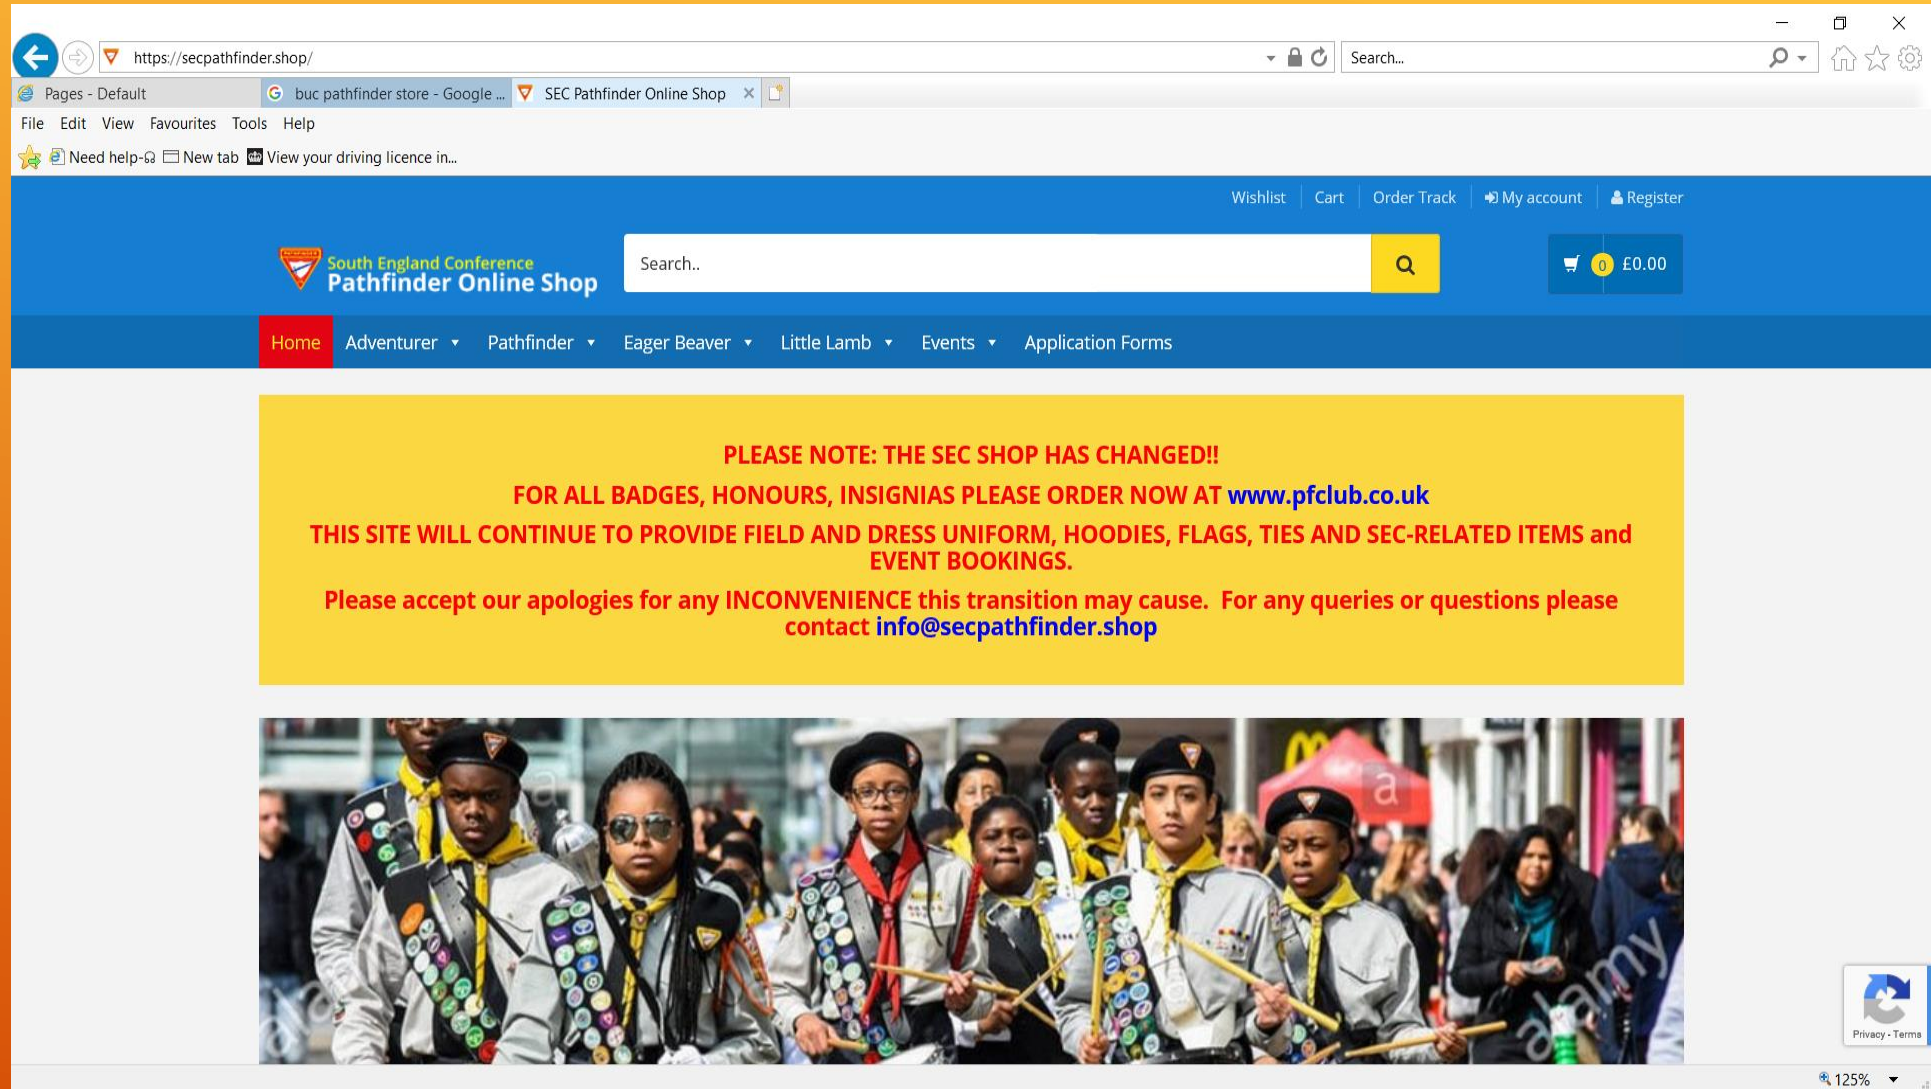 https://secpathfinder.shop/
Search...
Pages - Default
buc pathfinder store - Google ...
SEC Pathfinder Online Shop
File Edit View Favourites Tools Help
Need help- New tab View your driving licence in...
Wishlist Cart Order Track My account Register
South England Conference
Pathfinder Online Shop
Search..
0 £0.00
Home Adventurer Pathfinder Eager Beaver Little Lamb Events Application Forms
PLEASE NOTE: THE SEC SHOP HAS CHANGED!!
FOR ALL BADGES, HONOURS, INSIGNIAS PLEASE ORDER NOW AT www.pfclub.co.uk
THIS SITE WILL CONTINUE TO PROVIDE FIELD AND DRESS UNIFORM, HOODIES, FLAGS, TIES AND SEC-RELATED ITEMS and
EVENT BOOKINGS.
Please accept our apologies for any INCONVENIENCE this transition may cause. For any queries or questions please
contact info@secpathfinder.shop
a
a
alamy
Privacy - Terms
125%